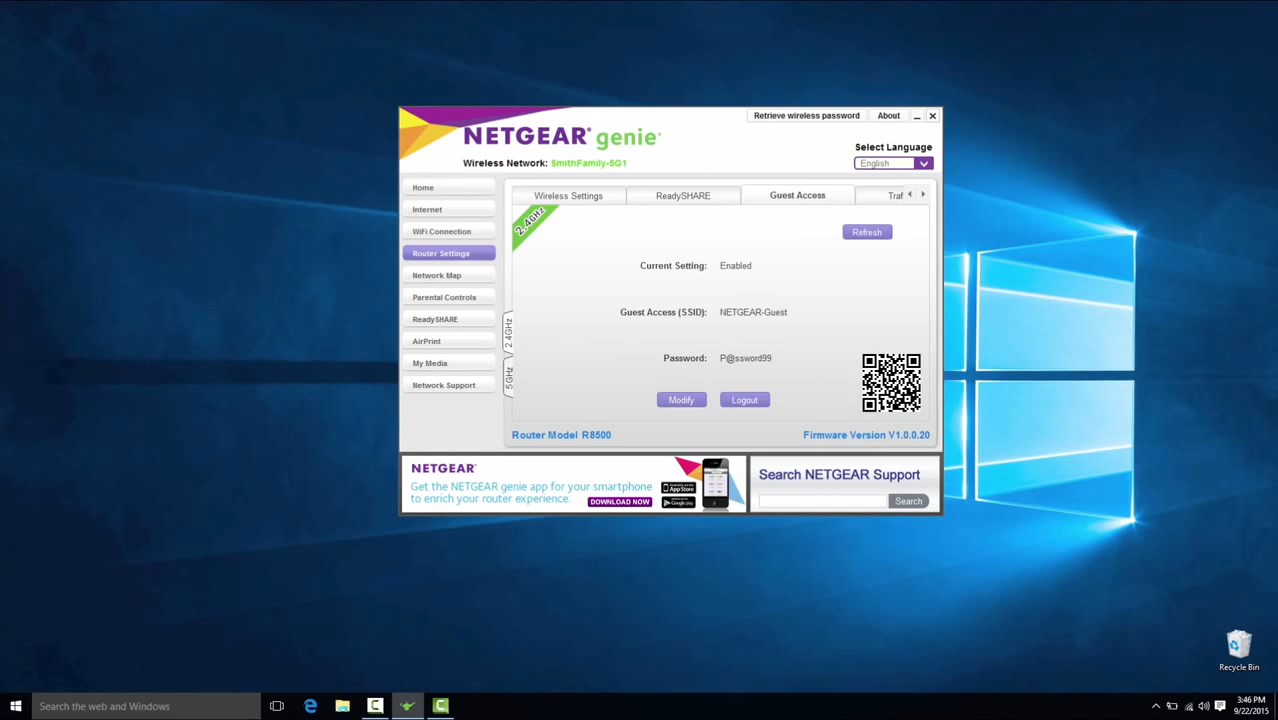 Retrieve wireless password
About
NETGEAR® genie®
Select Language
Wireless Network: SmithFamily-5G1
English
Home
Internet
WiFi Connection
Router Settings
Network Map
Parental Controls
ReadySHARE
AirPrint
My Media
Network Support
Wireless Settings
ReadySHARE
Guest Access
Traf
2.4GHz
Refresh
Current Setting: Enabled
Guest Access (SSID): NETGEAR-Guest
2.4GHz
Password: P@ssword99
5GHz
Modify
Logout
Router Model R8500
Firmware Version V1.0.0.20
NETGEAR®
Get the NETGEAR genie app for your smartphone
to enrich your router experience.
DOWNLOAD NOW
App Store
Google play
Search NETGEAR Support
Search
Recycle Bin
Search the web and Windows
3:46 PM
9/22/2015